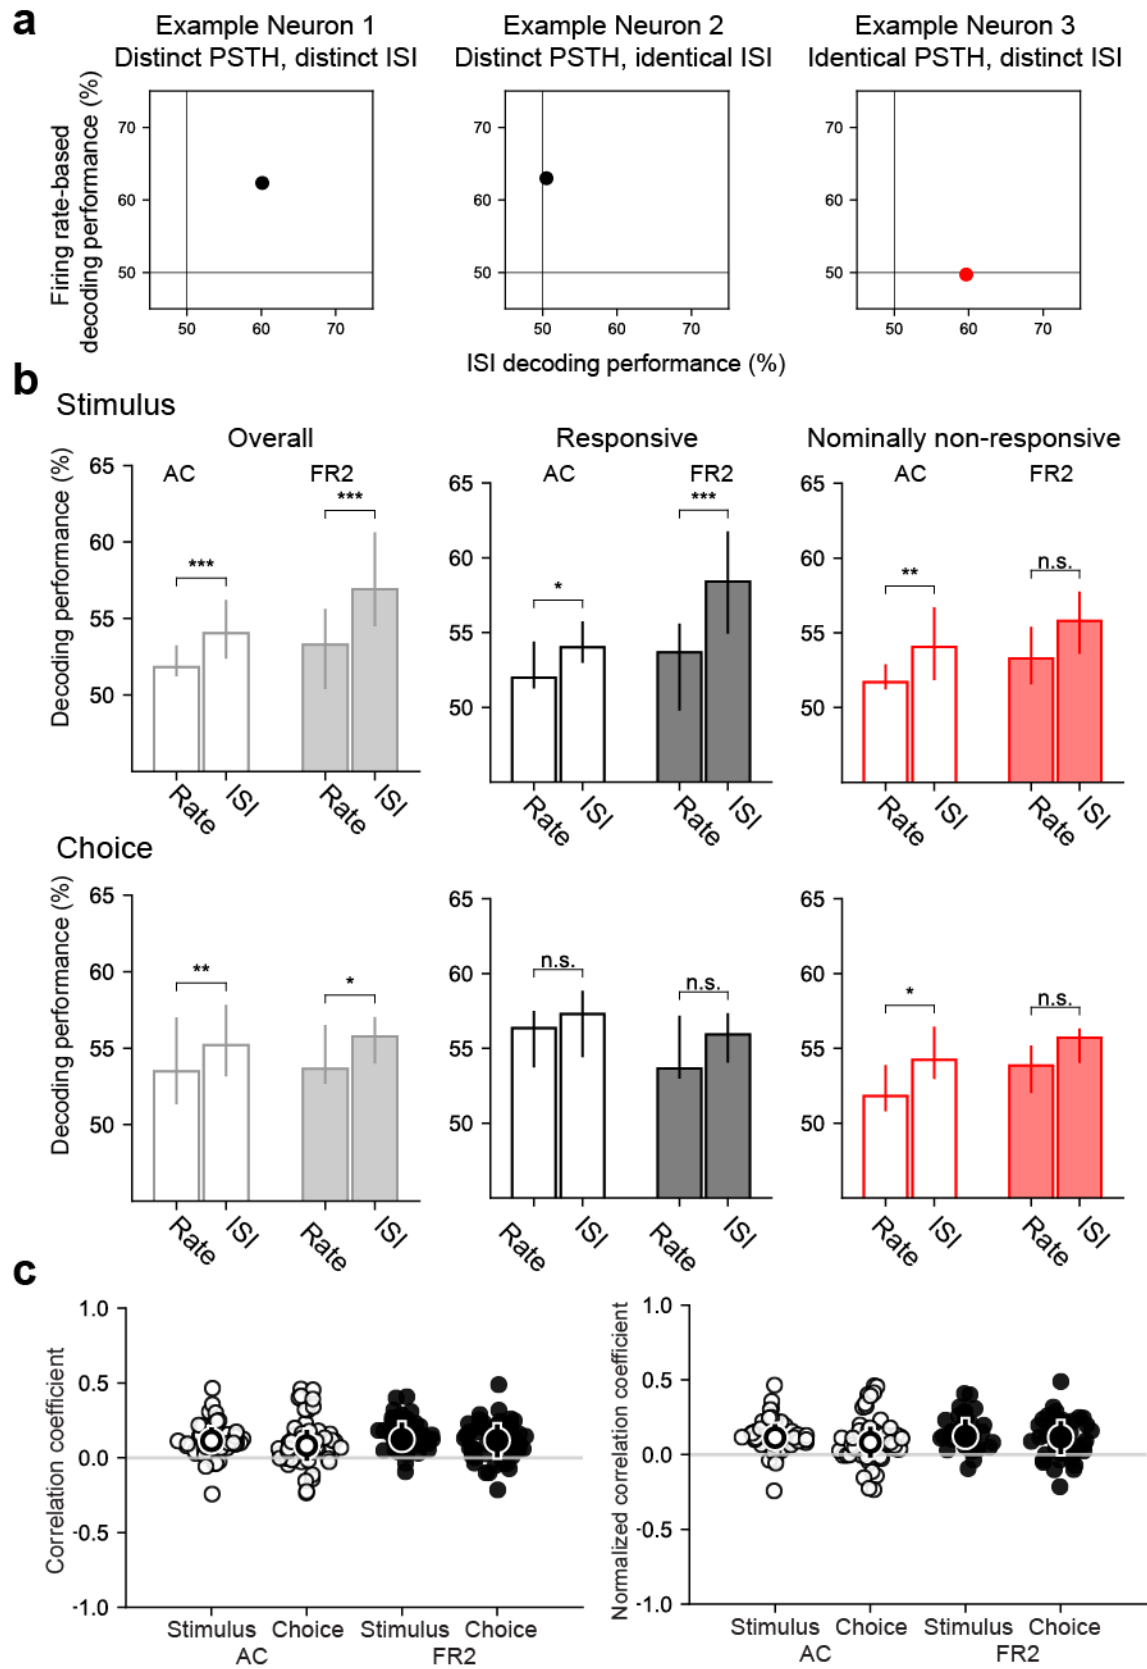 a
Example Neuron 1
Distinct PSTH, distinct ISI
Example Neuron 2
Distinct PSTH, identical ISI
Example Neuron 3
Identical PSTH, distinct ISI
Firing rate-based
decoding performance (%)
70
60
50
50 60 70
70
60
50
50 60 70
70
60
50
50 60 70
ISI decoding performance (%)
b
Stimulus
Overall
Responsive
Nominally non-responsive
Decoding performance (%)
65
60
55
50
AC FR2
*** ***
Rate ISI Rate ISI
65
60
55
50
AC FR2
* ***
Rate ISI Rate ISI
65
60
55
50
AC FR2
** n.s.
Rate ISI Rate ISI
Choice
Decoding performance (%)
65
60
55
50
** *
Rate ISI Rate ISI
65
60
55
50
n.s. n.s.
Rate ISI Rate ISI
65
60
55
50
* n.s.
Rate ISI Rate ISI
c
Correlation coefficient
1.0
0.5
0.0
-0.5
-1.0
Stimulus Choice Stimulus Choice
AC FR2
Normalized correlation coefficient
1.0
0.5
0.0
-0.5
-1.0
Stimulus Choice Stimulus Choice
AC FR2